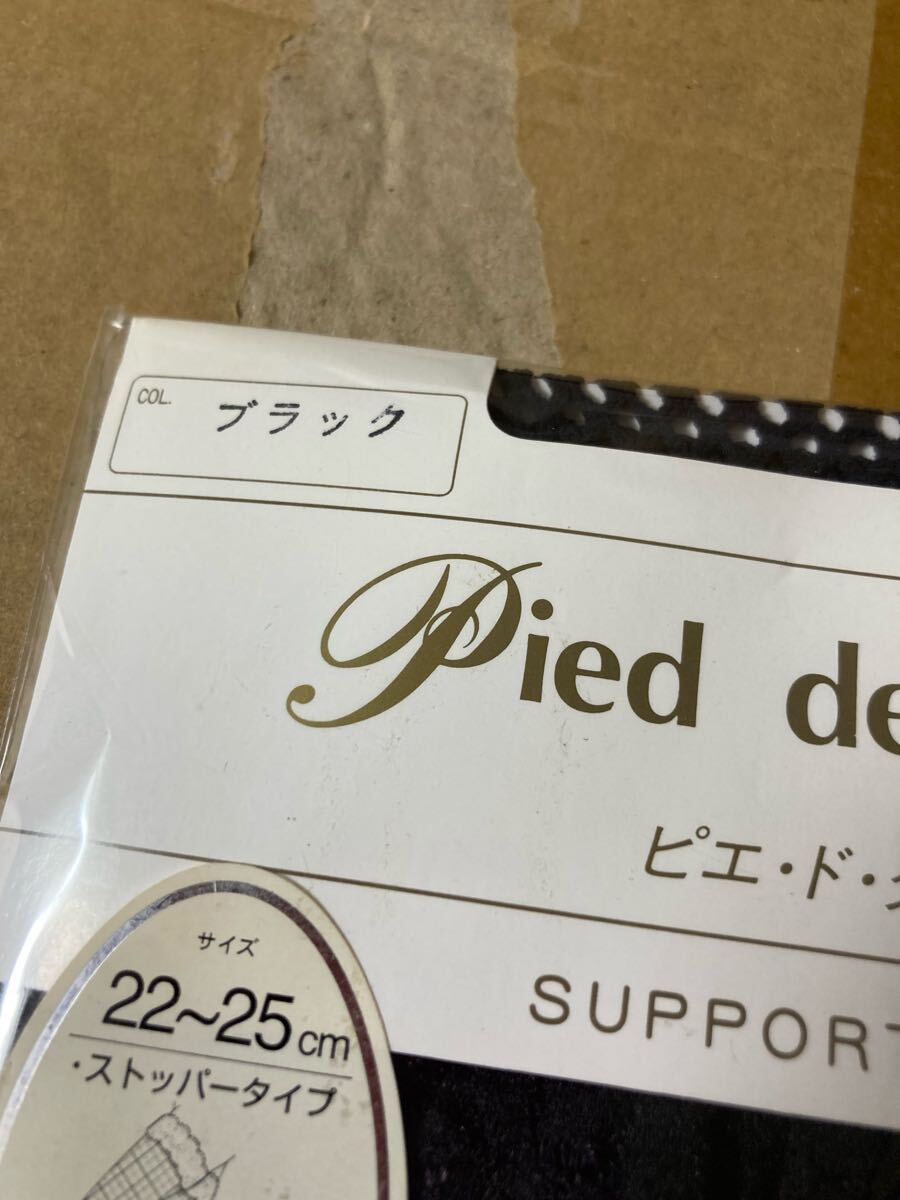 COL.
ブラック
Pied de
ピエ・ド・
SUPPORT
サイズ
22~25cm
・ストッパータイプ